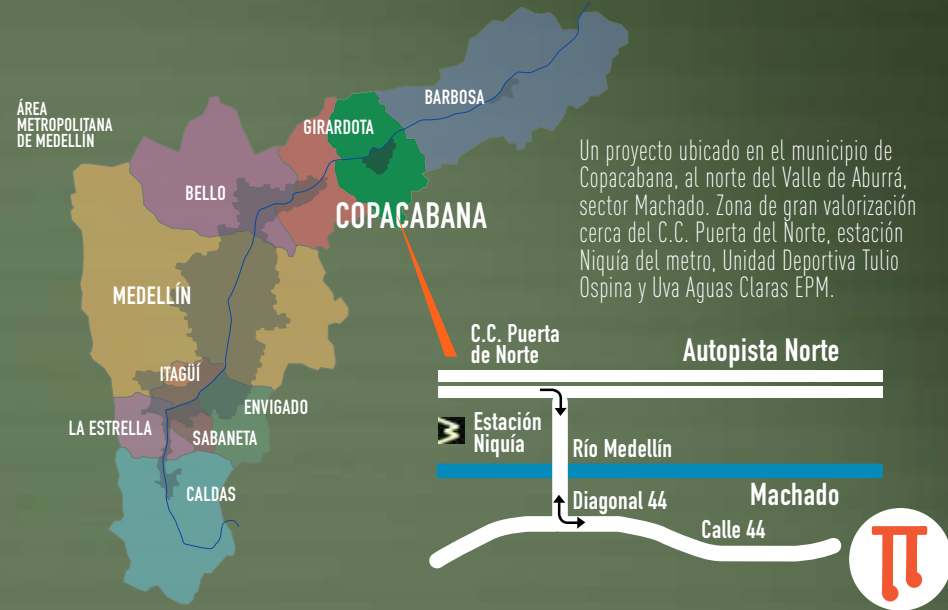 ÁREA
METROPOLITANA
DE MEDELLÍN
BARBOSA
GIRARDOTA
BELLO
COPACABANA
MEDELLÍN
ITAGÜÍ
ENVIGADO
LA ESTRELLA
SABANETA
CALDAS
Un proyecto ubicado en el municipio de
Copacabana, al norte del Valle de Aburrá,
sector Machado. Zona de gran valorización
cerca del C.C. Puerta del Norte, estación
Niquía del metro, Unidad Deportiva Tulio
Ospina y Uva Aguas Claras EPM.
C.C. Puerta
de Norte
Autopista Norte
Estación
Niquía
Río Medellín
Machado
Diagonal 44
Calle 44